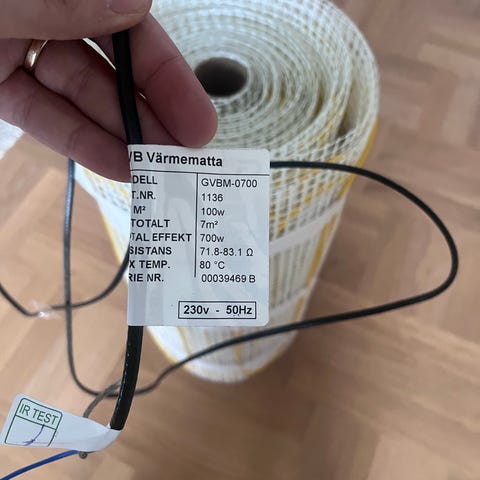 VB Värmematta
DELL GVBM-0700
T.NR. 1136
M² 100w
TOTALT 7m²
TAL EFFEKT 700w
SISTANS 71.8-83.1 Ω
X TEMP. 80 °C
RIE NR. 00039469 B
230v - 50Hz
IR TEST